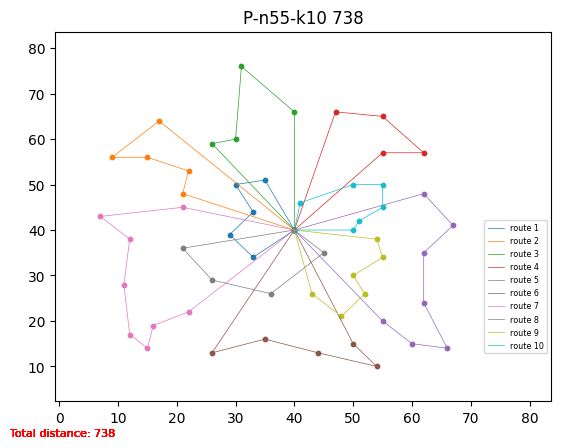 P-n55-k10 738
80
70
60
50
40
30
20
10
0 10 20 30 40 50 60 70 80
route 1
route 2
route 3
route 4
route 5
route 6
route 7
route 8
route 9
route 10
Total distance: 738